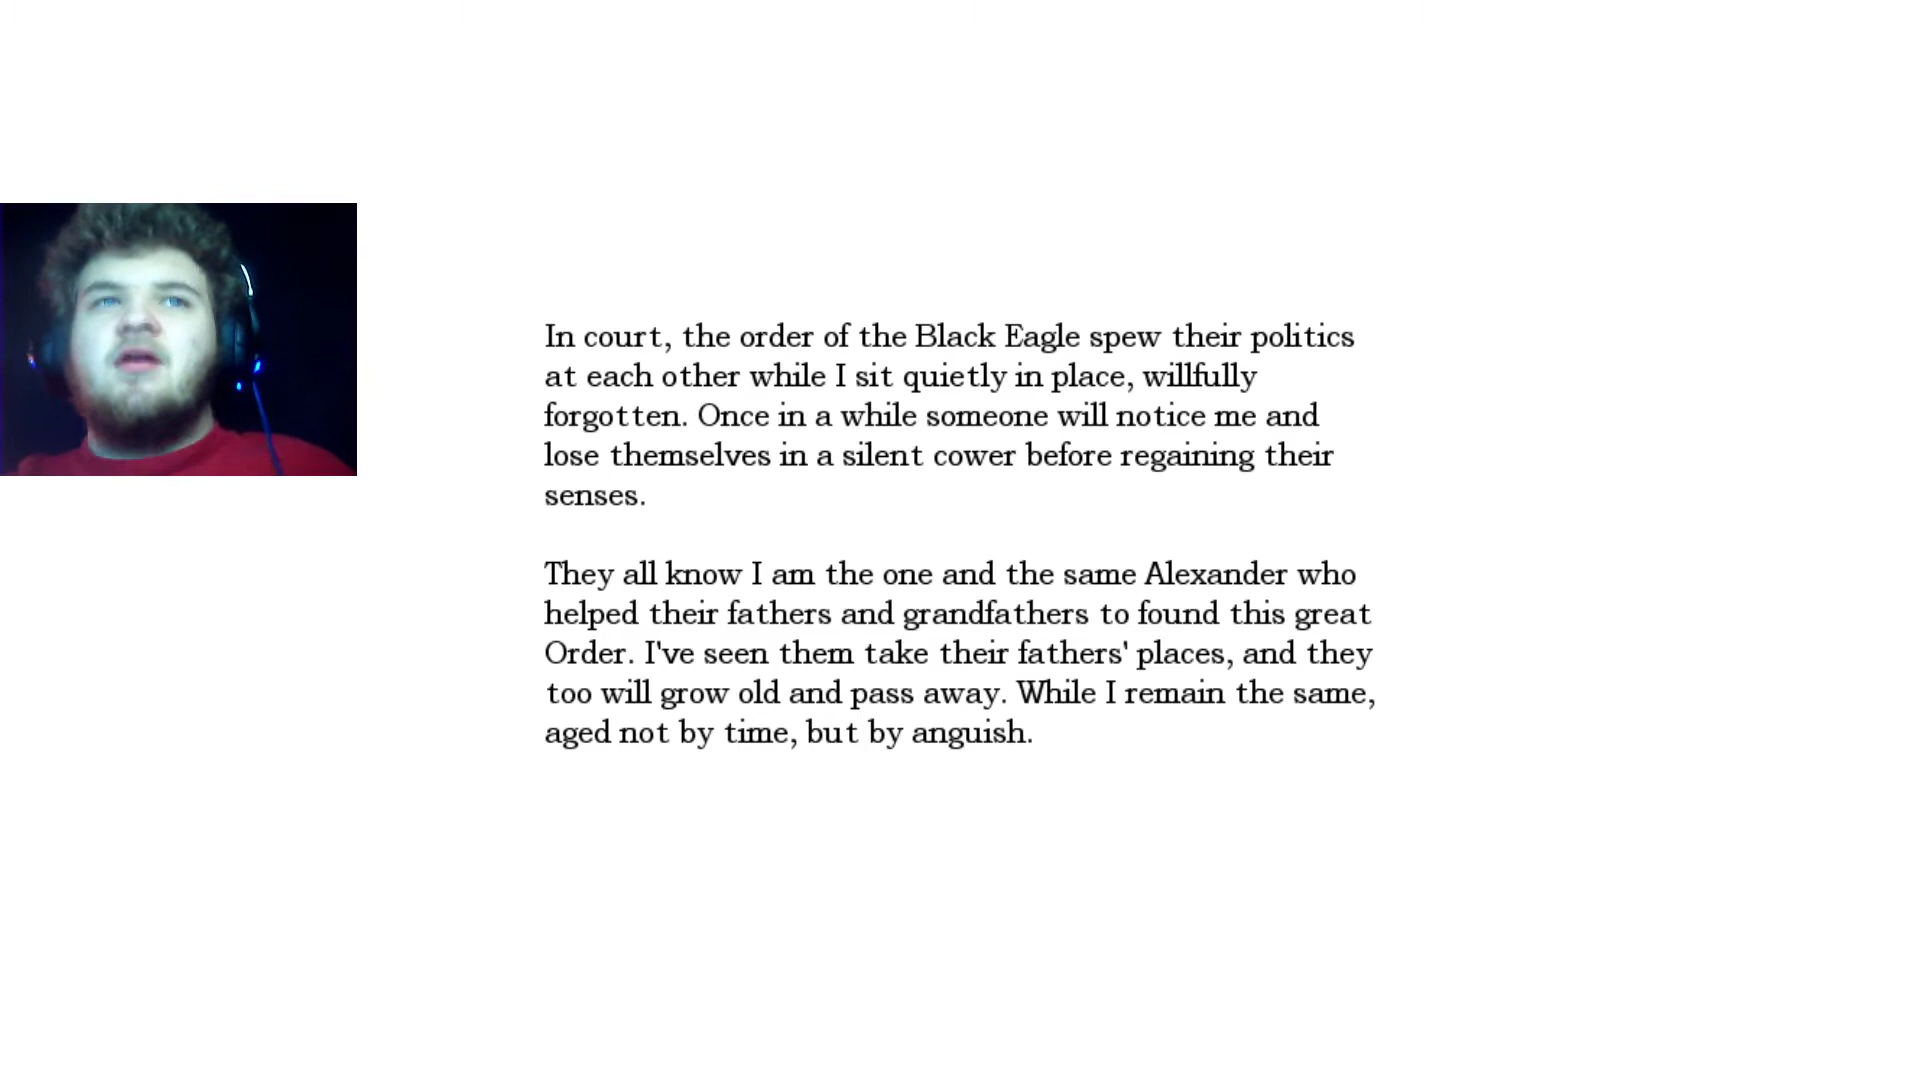 In court, the order of the Black Eagle spew their politics
at each other while I sit quietly in place, willfully
forgotten. Once in a while someone will notice me and
lose themselves in a silent cower before regaining their
senses.
They all know I am the one and the same Alexander who
helped their fathers and grandfathers to found this great
Order. I've seen them take their fathers' places, and they
too will grow old and pass away. While I remain the same,
aged not by time, but by anguish.